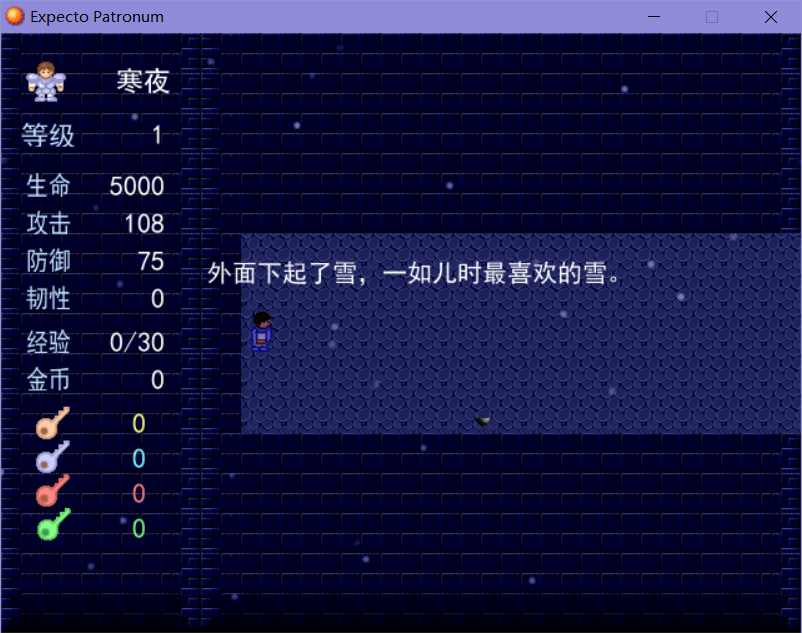 Expecto Patronum
寒夜
等级 1
生命 5000
攻击 108
防御 75
韧性 0
经验 0/30
金币 0
0
0
0
0
外面下起了雪，一如儿时最喜欢的雪。